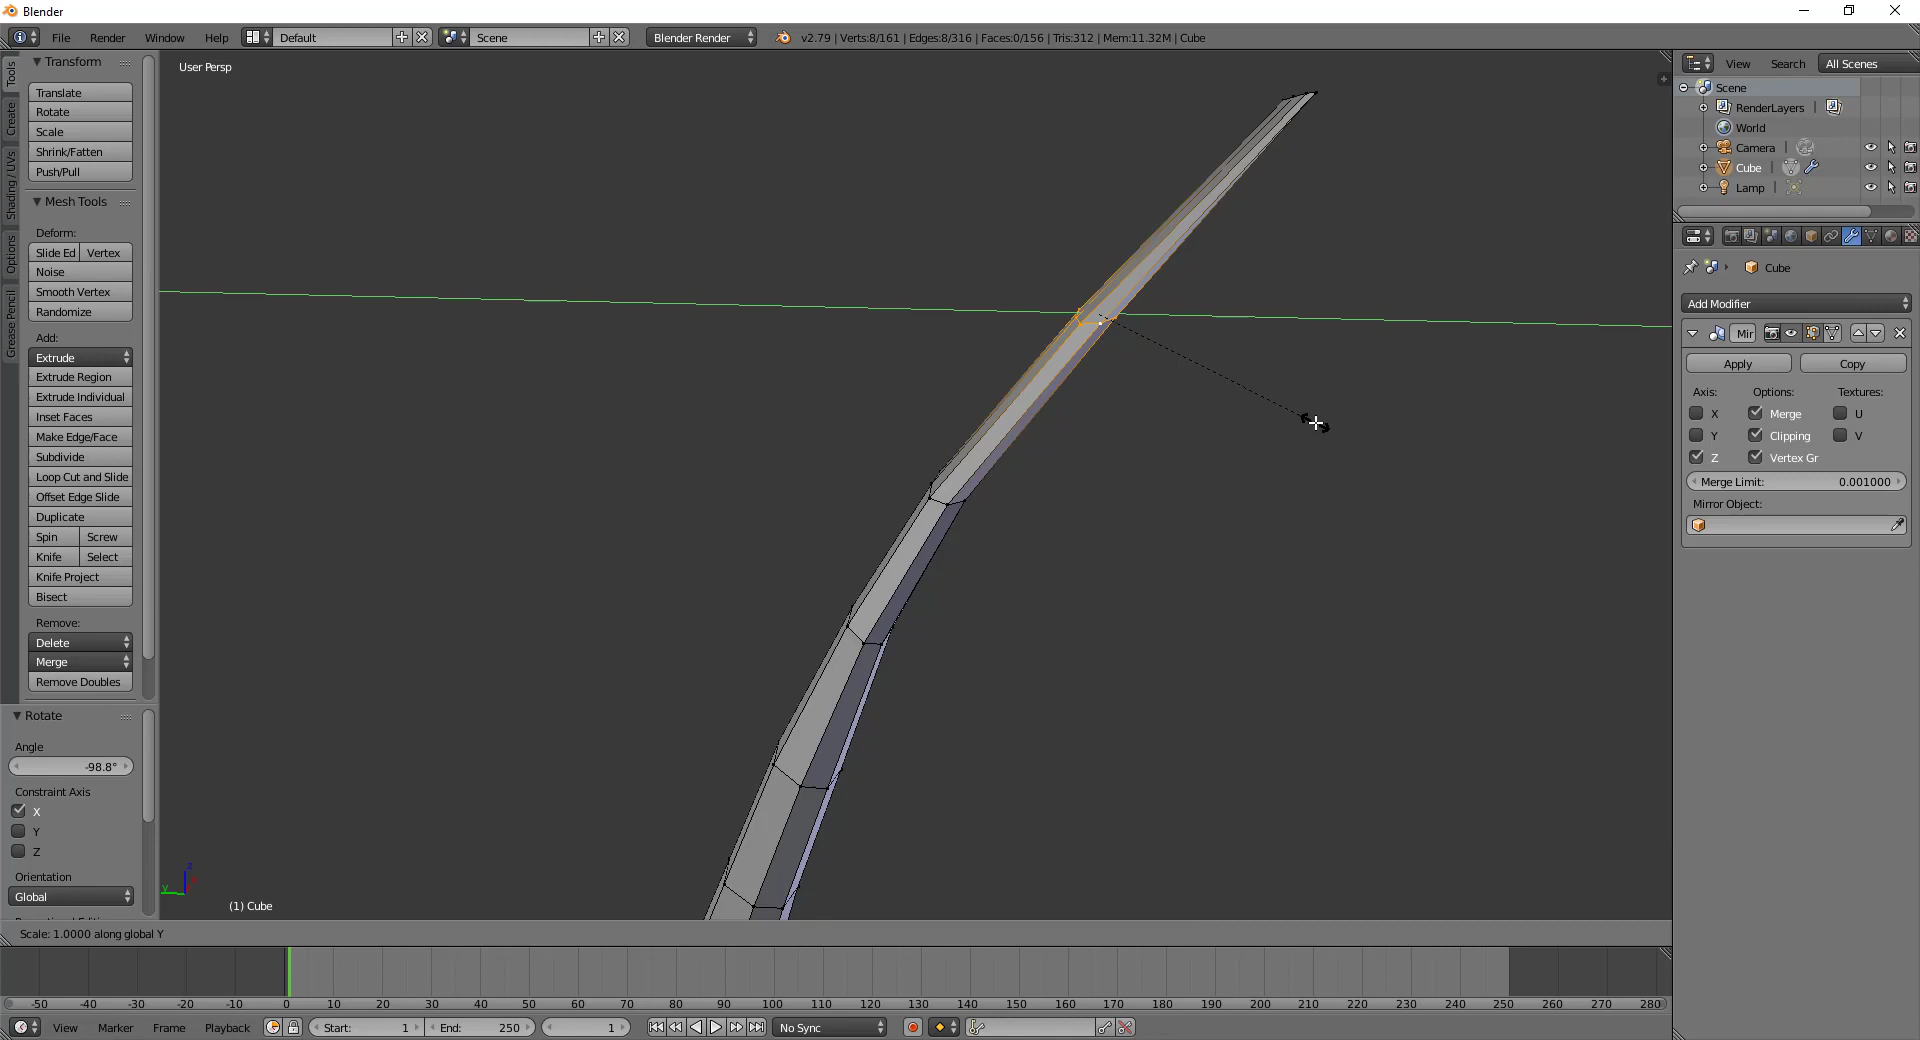 Blender
File Render Window Help Default Scene Blender Render v2.79 | Verts:8/161 | Edges:8/316 | Faces:0/156 | Tris:312 | Mem:11.32M | Cube
Tools
Create
Shading / UVs
Options
Grease Pencil
Transform
Translate
Rotate
Scale
Shrink/Fatten
Push/Pull
Mesh Tools
Deform:
Slide Ed Vertex
Noise
Smooth Vertex
Randomize
Add:
Extrude
Extrude Region
Extrude Individual
Inset Faces
Make Edge/Face
Subdivide
Loop Cut and Slide
Offset Edge Slide
Duplicate
Spin Screw
Knife Select
Knife Project
Bisect
Remove:
Delete
Merge
Remove Doubles
Rotate
Angle
-98.8°
Constraint Axis
X
Y
Z
Orientation
Global
User Persp
z
y
(1) Cube
Scale: 1.0000 along global Y
View Search All Scenes
Scene
RenderLayers
World
Camera
Cube
Lamp
Cube
Add Modifier
Mir
Apply Copy
Axis: Options: Textures:
X Merge U
Y Clipping V
Z Vertex Gr
Merge Limit: 0.001000
Mirror Object:
-50 -40 -30 -20 -10 0 10 20 30 40 50 60 70 80 90 100 110 120 130 140 150 160 170 180 190 200 210 220 230 240 250 260 270 280
View Marker Frame Playback Start: 1 End: 250 1 No Sync